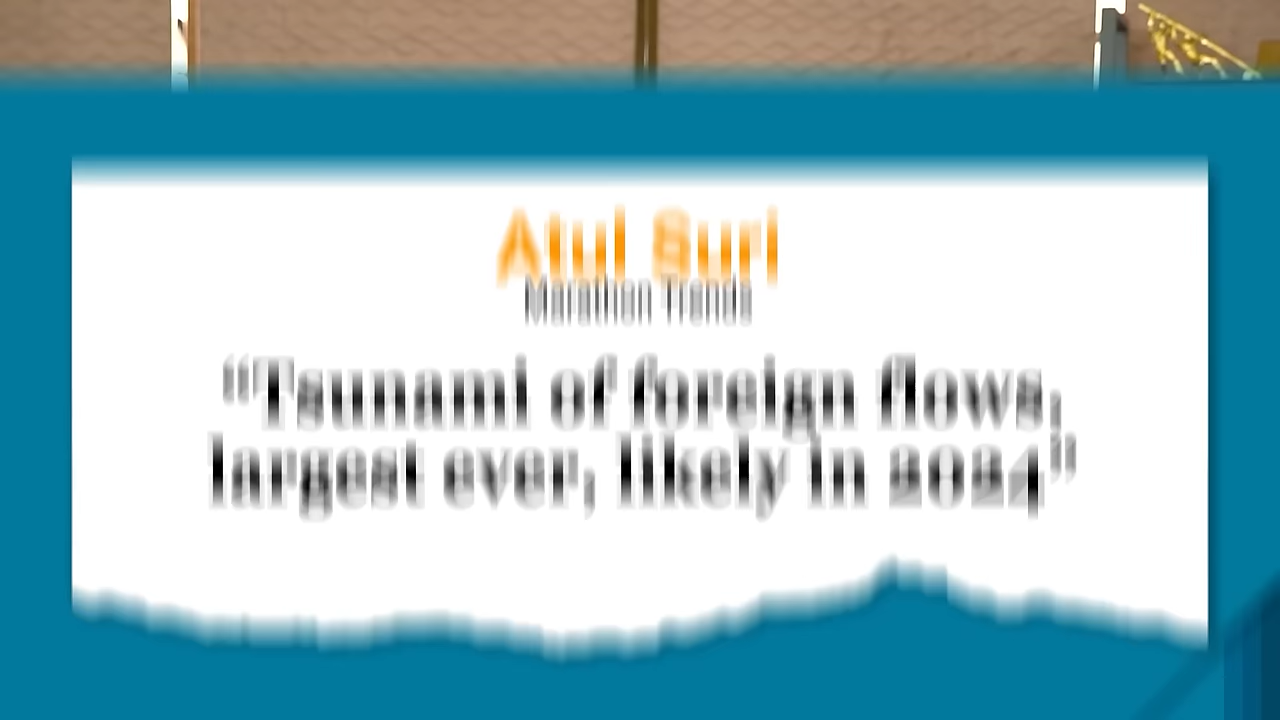 Atul Suri
Marathon Trends
“Tsunami of foreign flows,
largest ever, likely in 2024”